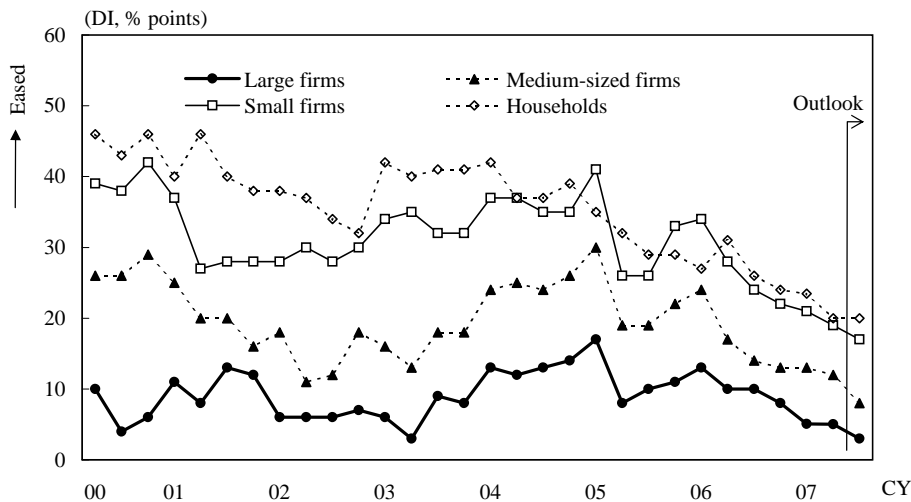 (DI, % points)
60
50
40
30
20
10
0
Eased
Large firms
Medium-sized firms
Small firms
Households
Outlook
00 01 02 03 04 05 06 07 CY